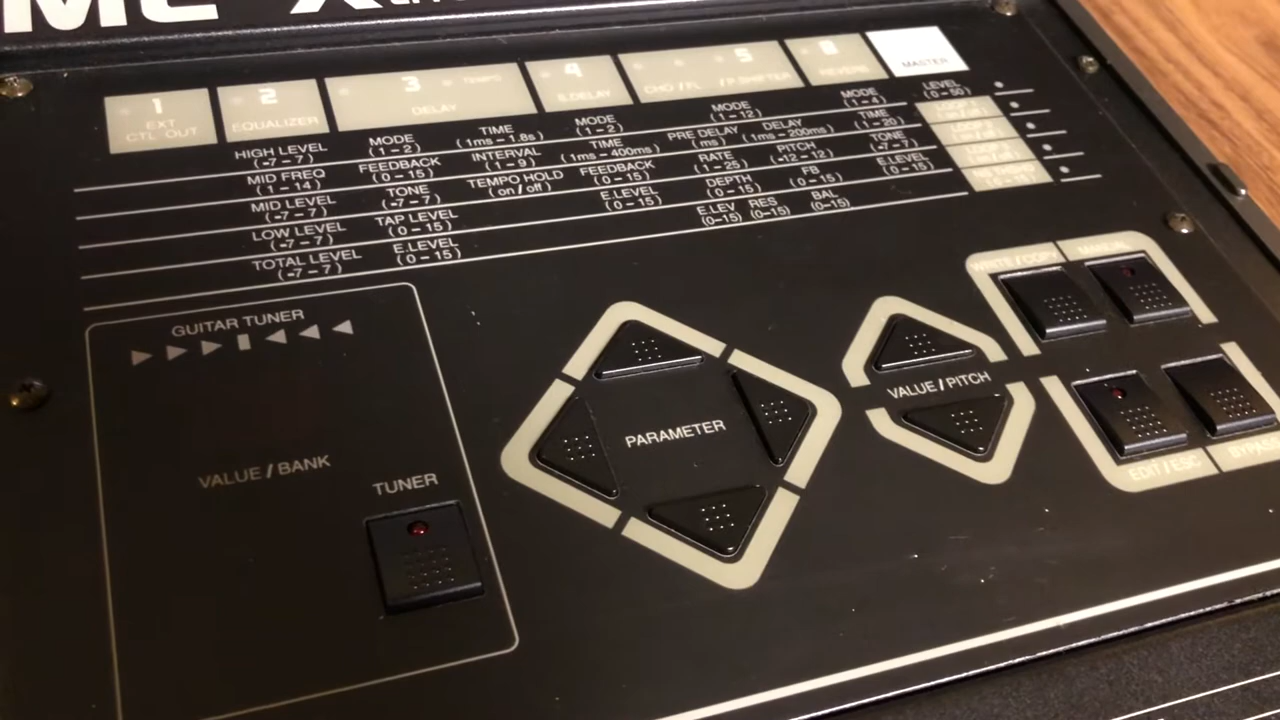 1
EXT
CTL OUT
2
EQUALIZER
3
TEMPO
DELAY
4
E.DELAY
5
CHO / FL / P.SHIFTER
6
REVERB
MASTER
HIGH LEVEL
(-7 – 7)
MID FREQ
(1 – 14)
MID LEVEL
(-7 – 7)
LOW LEVEL
(-7 – 7)
TOTAL LEVEL
(-7 – 7)
MODE
(1 – 2)
FEEDBACK
(0 – 15)
TONE
(-7 – 7)
TAP LEVEL
(0 – 15)
E.LEVEL
(0 – 15)
TIME
(1ms – 1.8s)
INTERVAL
(1 – 9)
TEMPO HOLD
(on / off)
MODE
(1 – 2)
TIME
(1ms – 400ms)
FEEDBACK
(0 – 15)
E.LEVEL
(0 – 15)
MODE
(1 – 12)
PRE DELAY
(ms)
DELAY
(1ms – 200ms)
RATE
(1 – 25)
PITCH
(-12 – 12)
DEPTH
(0 – 15)
FB
(0 – 15)
E.LEV
(0–15)
RES
(0–15)
BAL
(0–15)
MODE
(1 – 4)
TIME
(1 – 20)
TONE
(-7 – 7)
E.LEVEL
(0 – 15)
LEVEL
(0 – 50)
GUITAR TUNER
VALUE / BANK
TUNER
PARAMETER
VALUE / PITCH
WRITE / COPY
MANUAL
EDIT / ESC